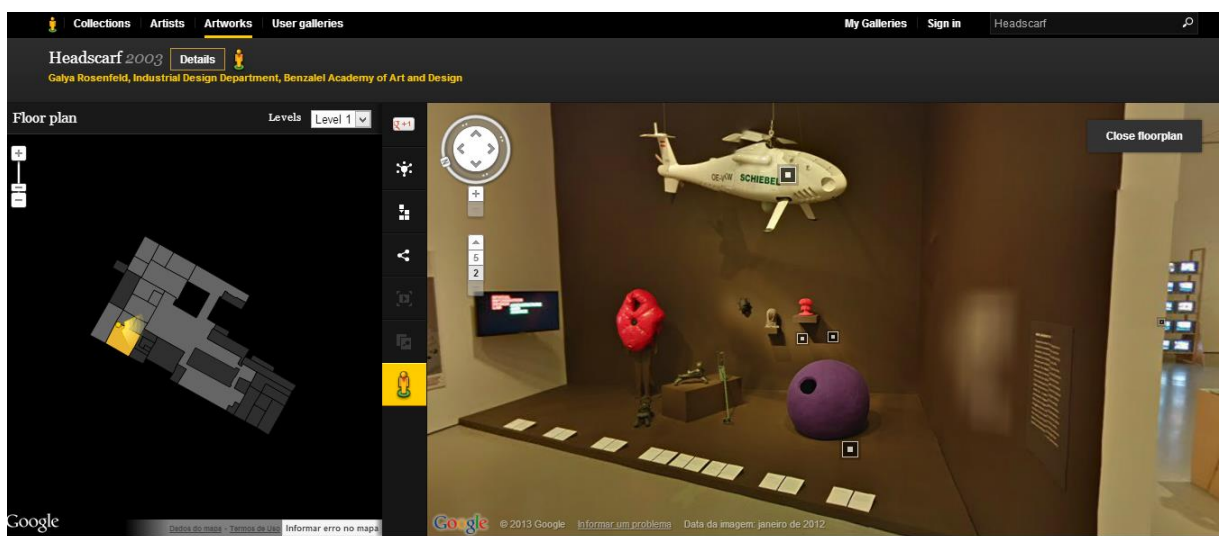 Collections Artists Artworks User galleries My Galleries Sign in Headscarf
Headscarf 2003 Details
Galya Rosenfeld, Industrial Design Department, Benzalel Academy of Art and Design
Floor plan Levels Level 1
+1
Close floorplan
OE-VXW SCHIEBEL
5
2
Google Dados do mapa - Termos de Uso Informar erro no mapa
Google © 2013 Google Informar um problema Data da imagem: janeiro de 2012